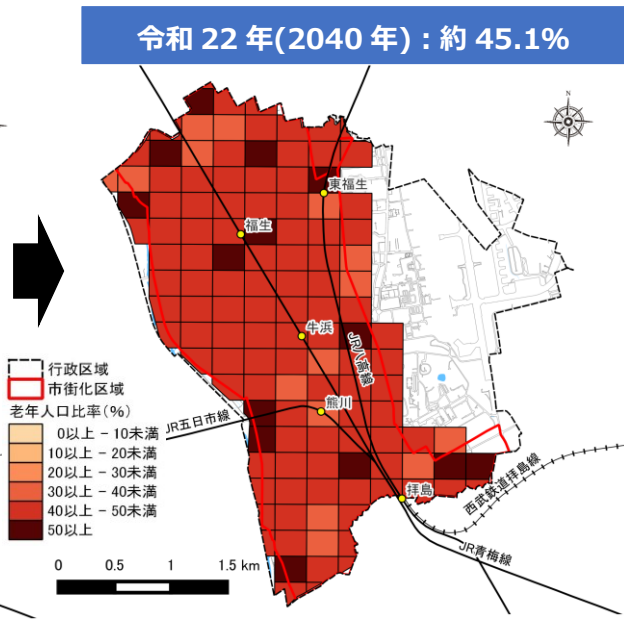 令和 22 年(2040 年)：約 45.1%
N
東福生
福生
牛浜
JR八高線
行政区域
市街化区域
老年人口比率(%)
熊川
JR五日市線
0以上 - 10未満
10以上 - 20未満
20以上 - 30未満
30以上 - 40未満
40以上 - 50未満
50以上
拝島
西武鉄道拝島線
JR青梅線
0 0.5 1 1.5 km